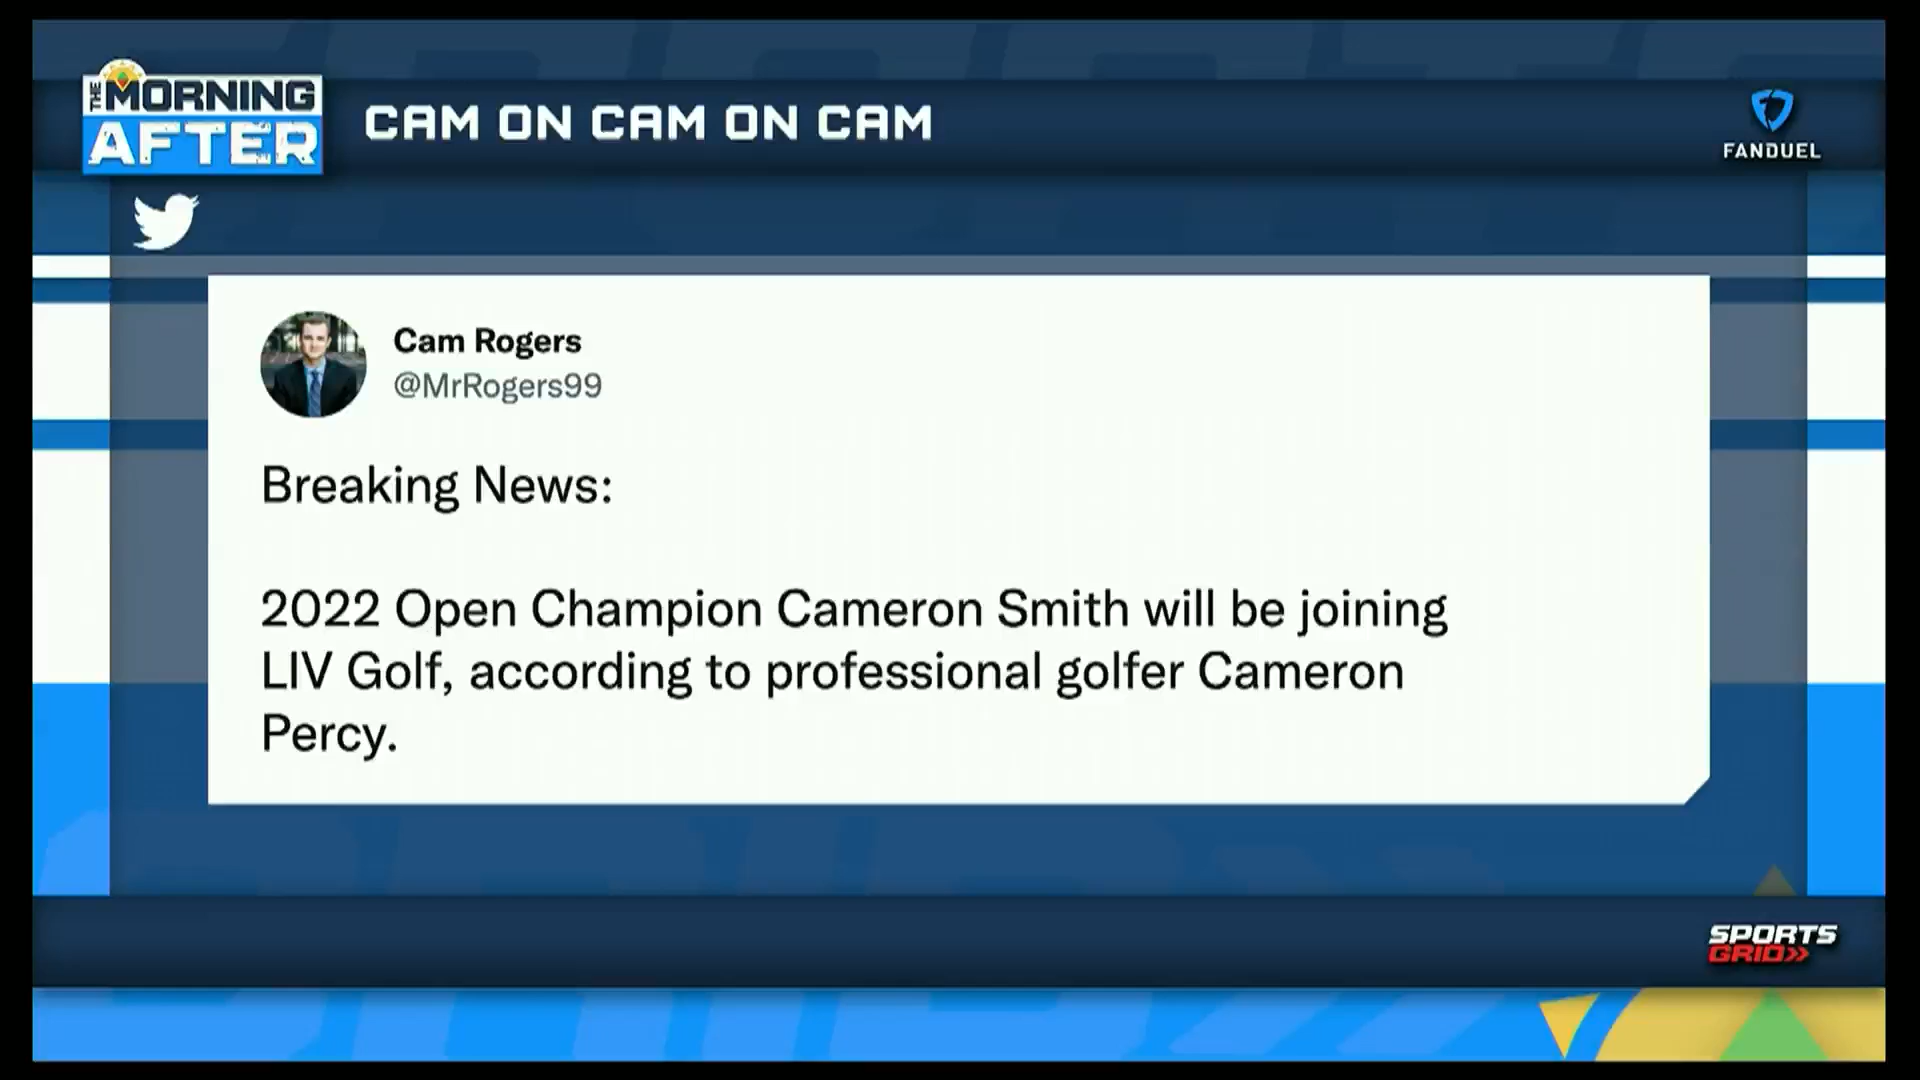 THE MORNING
AFTER
CAM ON CAM ON CAM
FANDUEL
Cam Rogers
@MrRogers99
Breaking News:
2022 Open Champion Cameron Smith will be joining
LIV Golf, according to professional golfer Cameron
Percy.
SPORTS
GRID